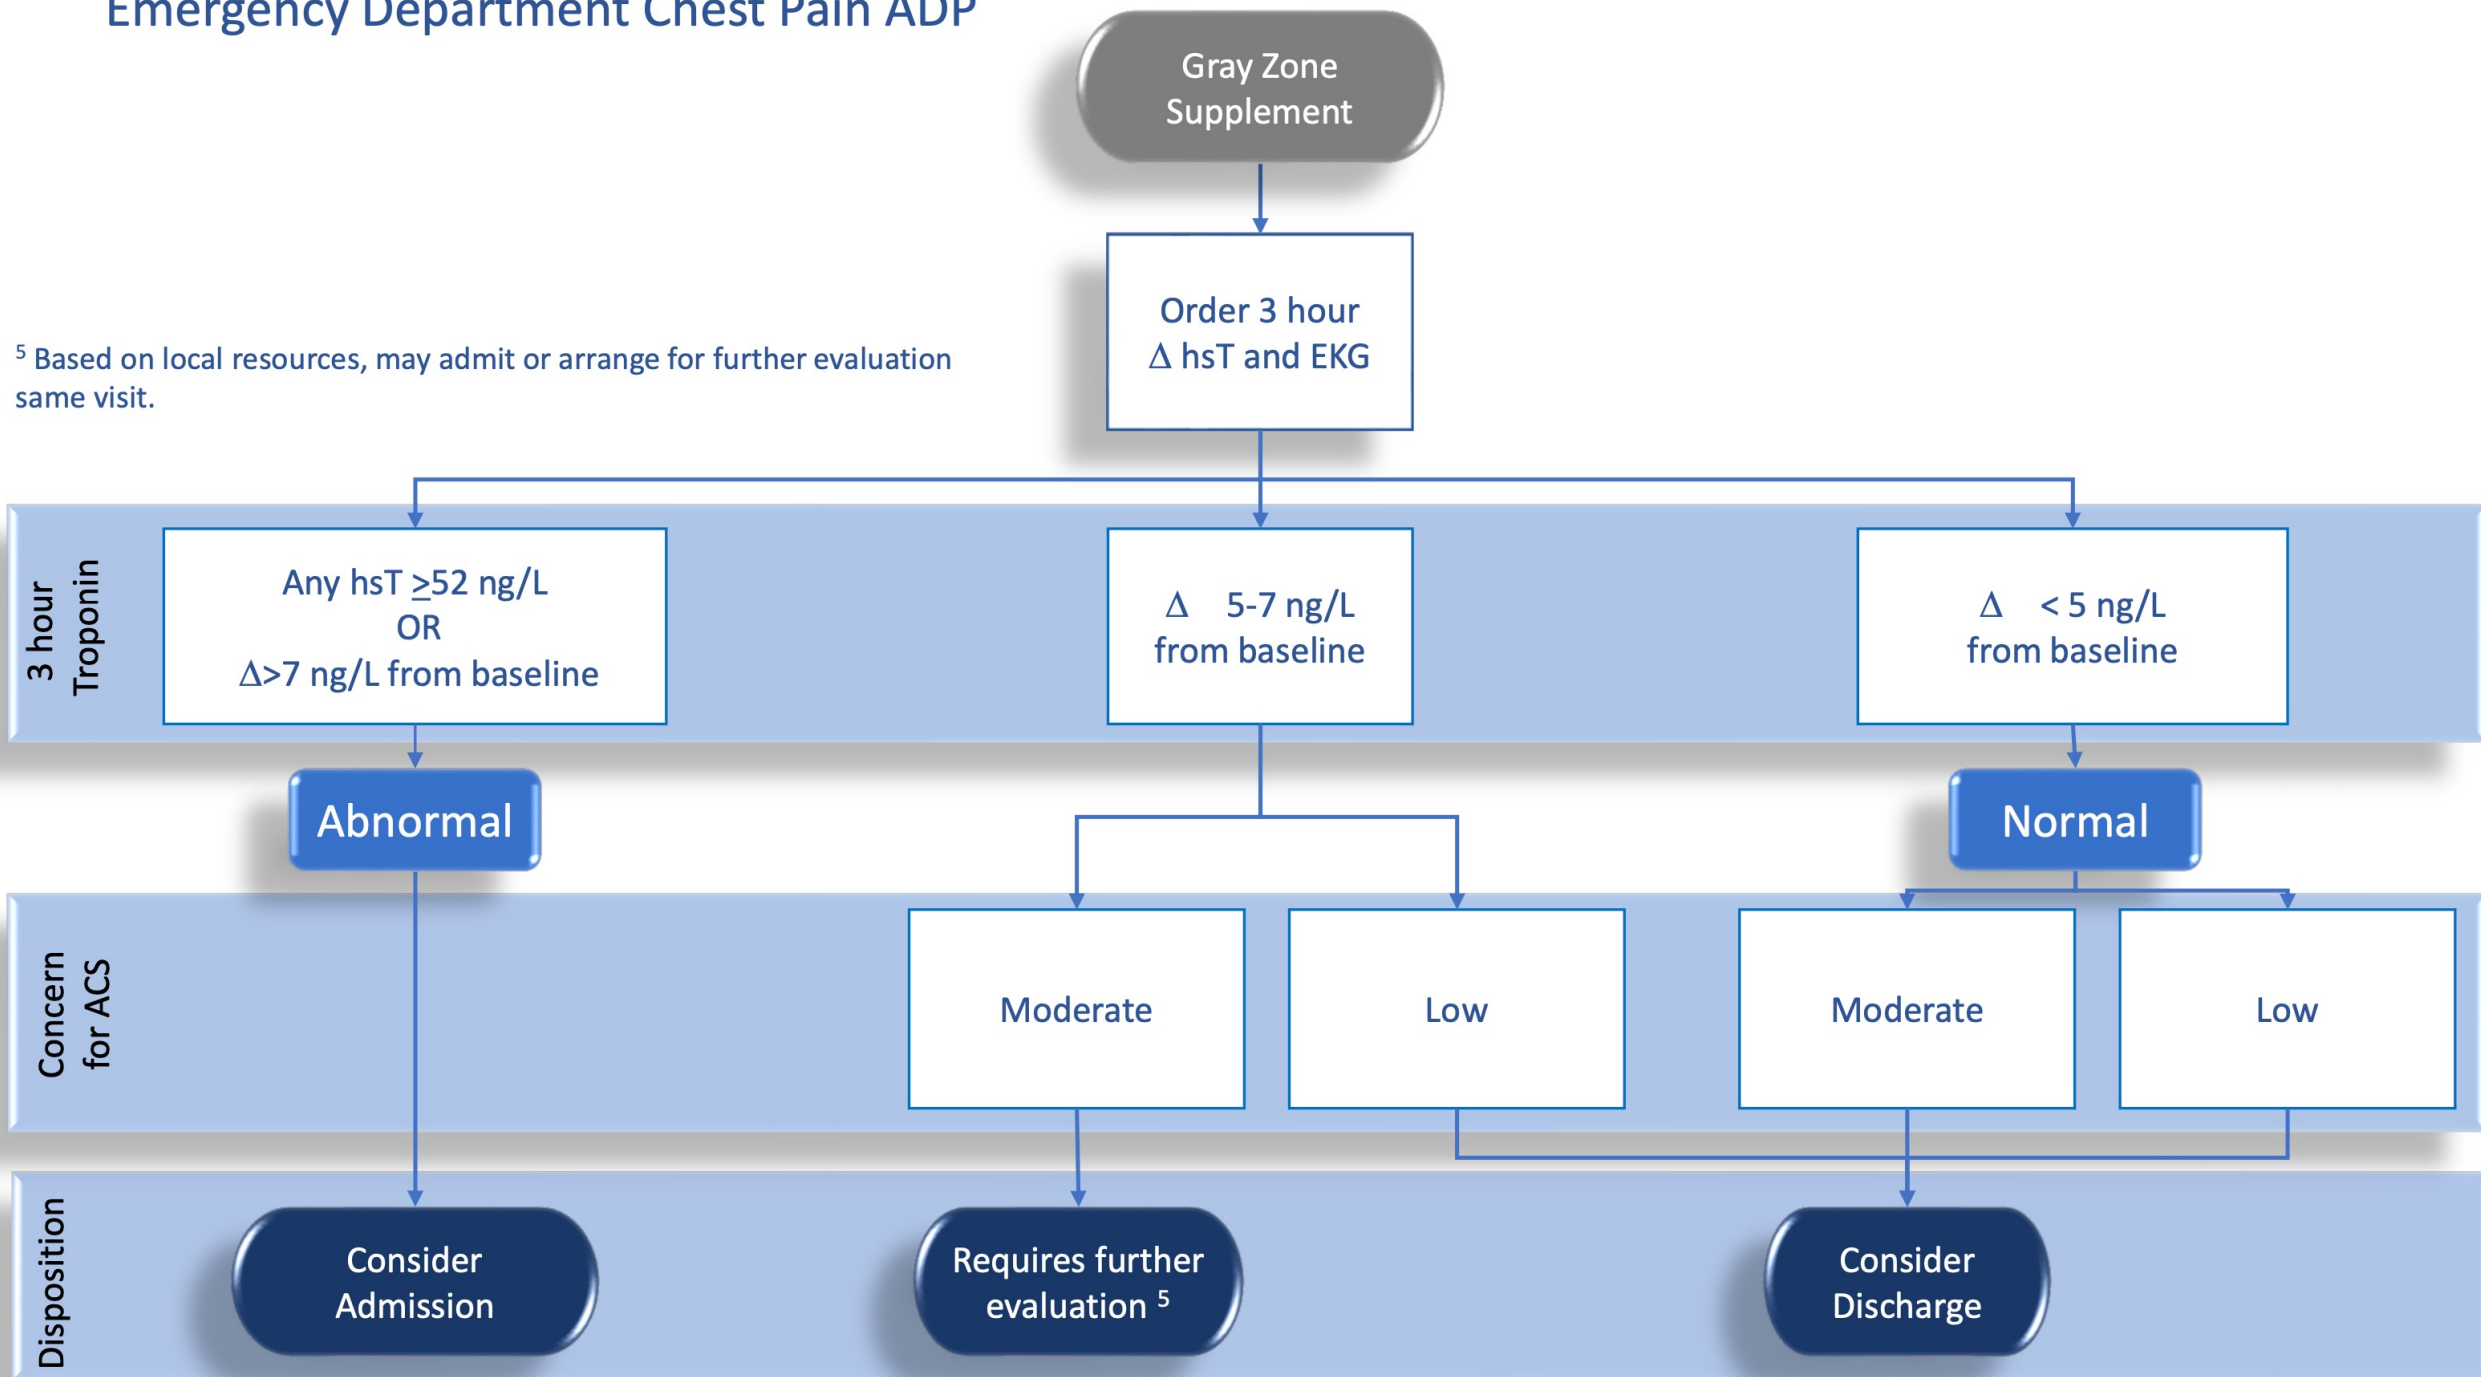 Emergency Department Chest Pain ADP
Gray Zone
Supplement
Order 3 hour
Δ hsT and EKG
⁵ Based on local resources, may admit or arrange for further evaluation
same visit.
3 hour
Troponin
Any hsT ≥52 ng/L
OR
Δ>7 ng/L from baseline
Δ 5-7 ng/L
from baseline
Δ < 5 ng/L
from baseline
Abnormal
Normal
Concern
for ACS
Moderate
Low
Moderate
Low
Disposition
Consider
Admission
Requires further
evaluation ⁵
Consider
Discharge